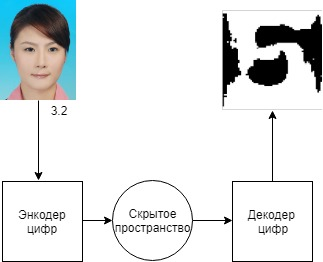 3.2
Энкодер
цифр
Скрытое
пространство
Декодер
цифр